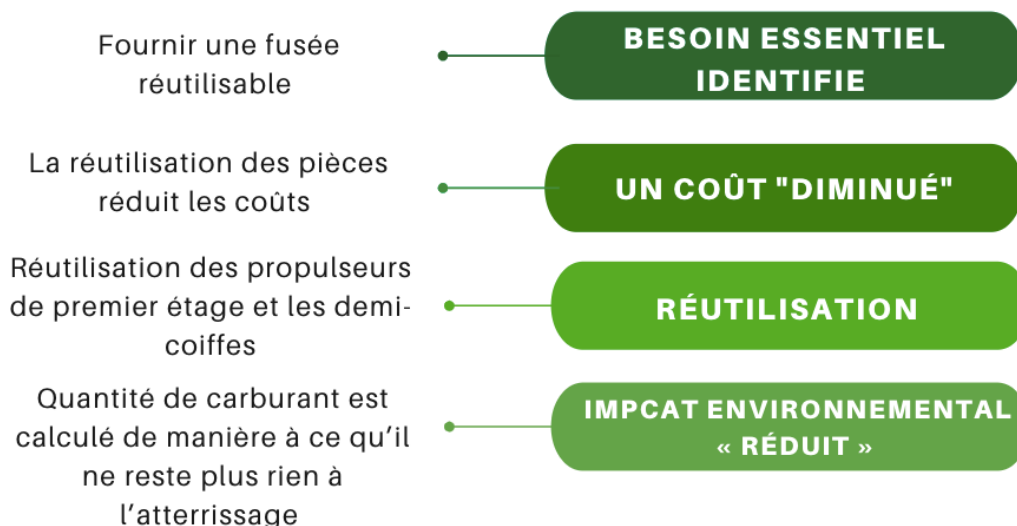 Fournir une fusée
réutilisable
BESOIN ESSENTIEL
IDENTIFIE
La réutilisation des pièces
réduit les coûts
UN COÛT "DIMINUÉ"
Réutilisation des propulseurs
de premier étage et les demi-
coiffes
RÉUTILISATION
Quantité de carburant est
calculé de manière à ce qu'il
ne reste plus rien à
l'atterrissage
IMPCAT ENVIRONNEMENTAL
« RÉDUIT »